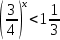 (3/4)^x < 1 1/3